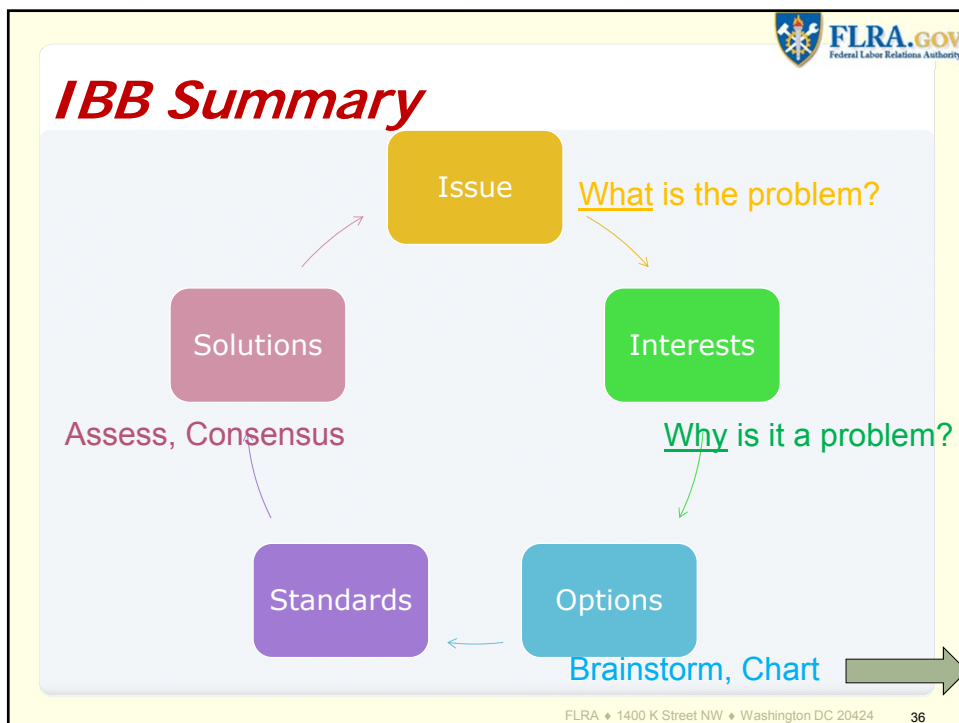 FLRA.GOV
Federal Labor Relations Authority
IBB Summary
Issue
What is the problem?
Interests
Why is it a problem?
Options
Brainstorm, Chart
Standards
Solutions
Assess, Consensus
FLRA ♦ 1400 K Street NW ♦ Washington DC 20424
36